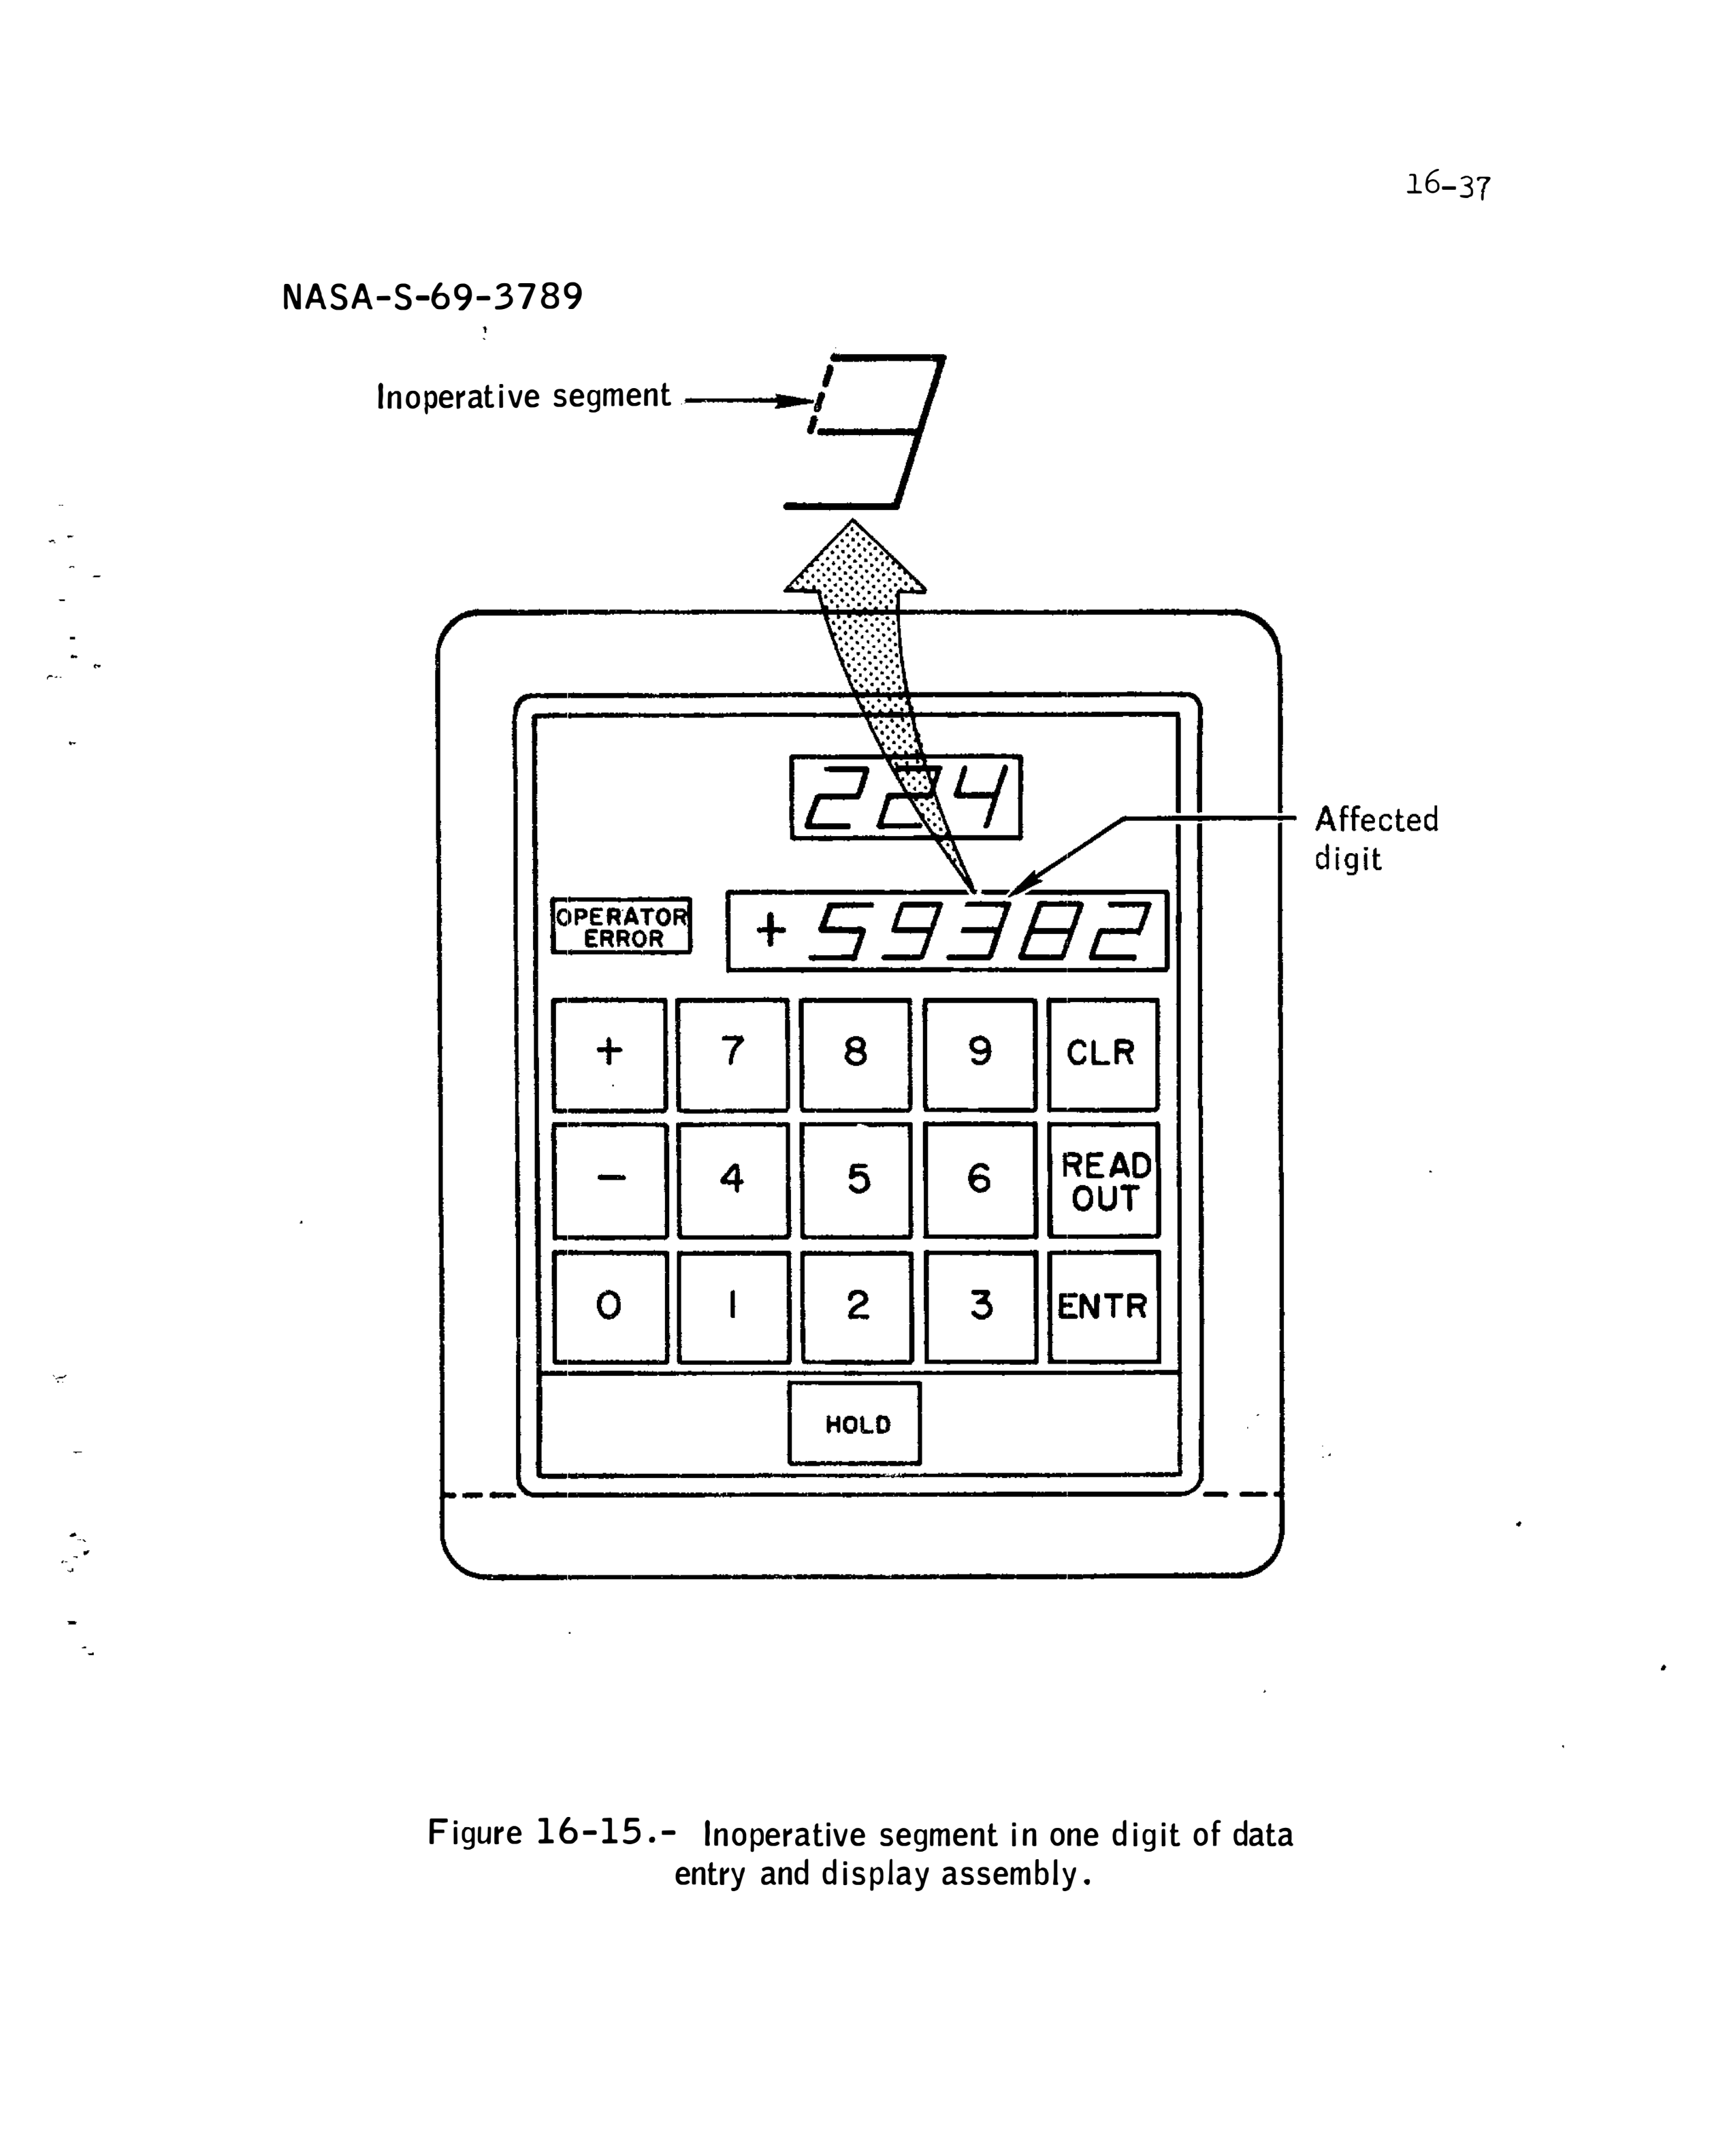 16-37
NASA-S-69-3789
Inoperative segment
224
Affected
digit
OPERATOR
ERROR
+ 59382
+ 7 8 9 CLR
- 4 5 6 READ
OUT
0 1 2 3 ENTR
HOLD
Figure 16-15.- Inoperative segment in one digit of data
entry and display assembly.